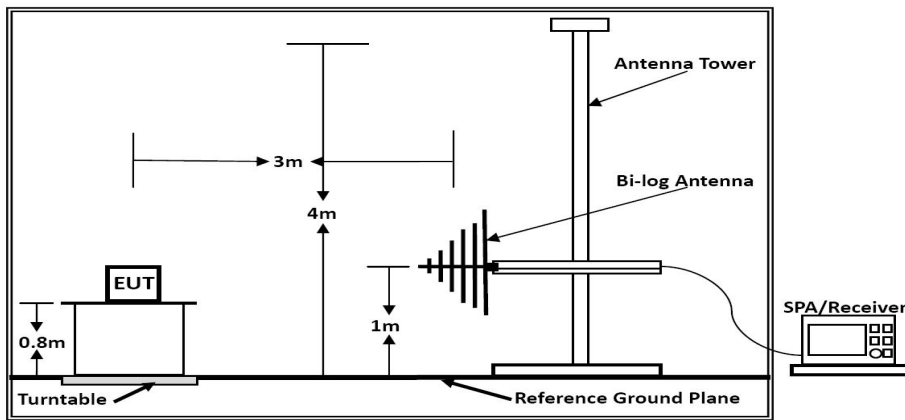 Antenna Tower
3m
Bi-log Antenna
4m
EUT
SPA/Receiver
0.8m
1m
Turntable
Reference Ground Plane